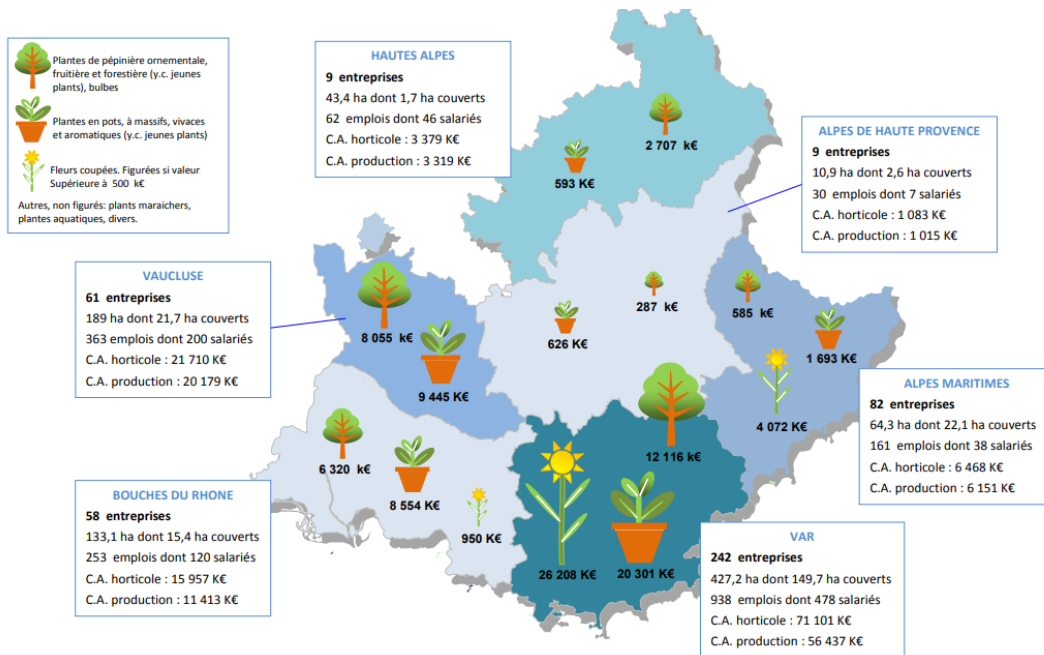 Plantes de pépinière ornementale,
fruitière et forestière (y.c. jeunes
plants), bulbes
Plantes en pots, à massifs, vivaces
et aromatiques (y.c. jeunes plants)
Fleurs coupées. Figurées si valeur
Supérieure à 500 k€
Autres, non figurés: plants maraichers,
plantes aquatiques, divers.
HAUTES ALPES
9 entreprises
43,4 ha dont 1,7 ha couverts
62 emplois dont 46 salariés
C.A. horticole : 3 379 K€
C.A. production : 3 319 K€
2 707 k€
593 K€
ALPES DE HAUTE PROVENCE
9 entreprises
10,9 ha dont 2,6 ha couverts
30 emplois dont 7 salariés
C.A. horticole : 1 083 K€
C.A. production : 1 015 K€
287 k€
626 K€
VAUCLUSE
61 entreprises
189 ha dont 21,7 ha couverts
363 emplois dont 200 salariés
C.A. horticole : 21 710 K€
C.A. production : 20 179 K€
8 055 k€
9 445 K€
585 k€
1 693 K€
4 072 K€
ALPES MARITIMES
82 entreprises
64,3 ha dont 22,1 ha couverts
161 emplois dont 38 salariés
C.A. horticole : 6 468 K€
C.A. production : 6 151 K€
BOUCHES DU RHONE
58 entreprises
133,1 ha dont 15,4 ha couverts
253 emplois dont 120 salariés
C.A. horticole : 15 957 K€
C.A. production : 11 413 K€
6 320 k€
8 554 K€
950 K€
12 116 k€
26 208 K€
20 301 K€
VAR
242 entreprises
427,2 ha dont 149,7 ha couverts
938 emplois dont 478 salariés
C.A. horticole : 71 101 K€
C.A. production : 56 437 K€